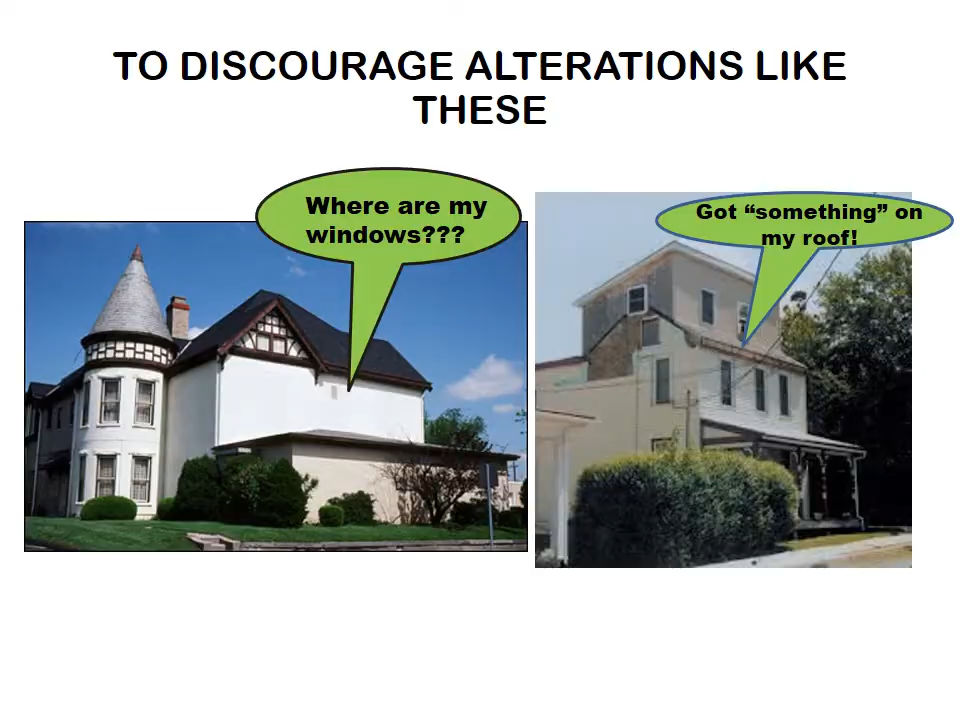 TO DISCOURAGE ALTERATIONS LIKE
THESE
Where are my
windows???
Got “something” on
my roof!